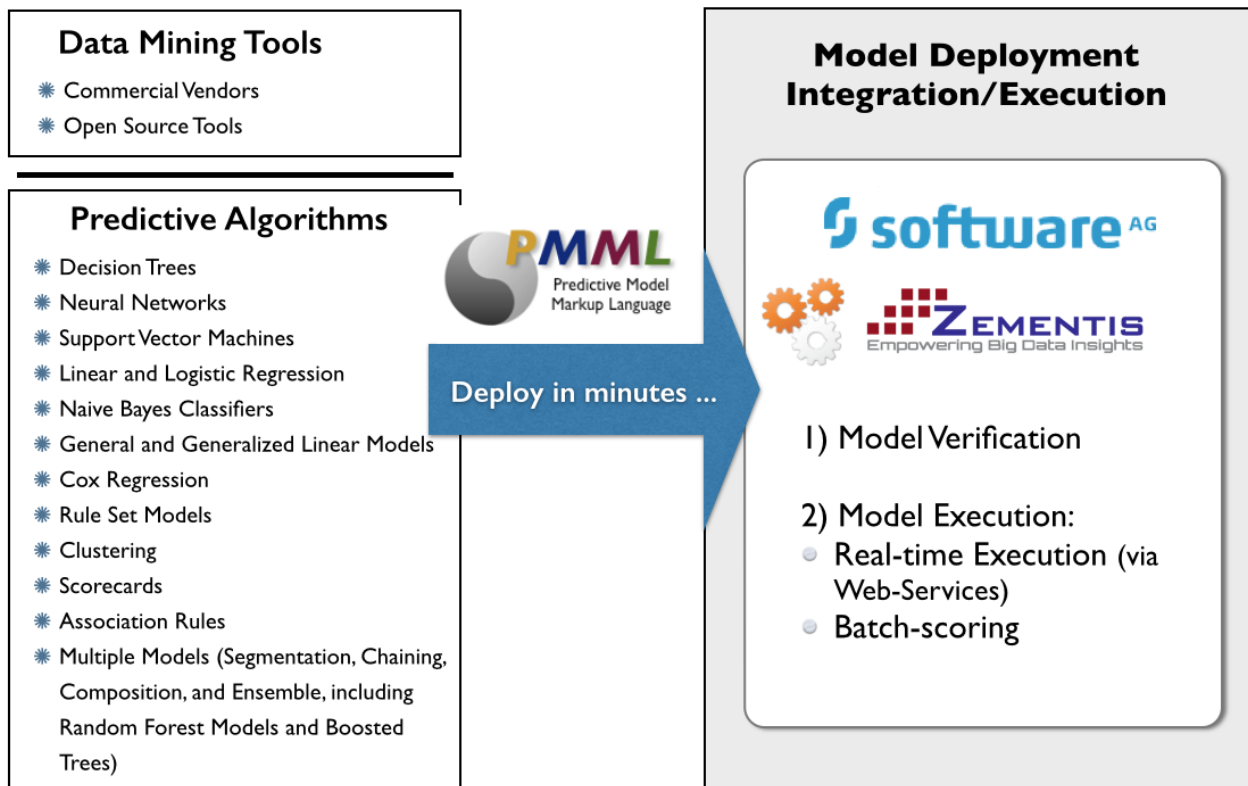 Data Mining Tools
Commercial Vendors
Open Source Tools
Predictive Algorithms
Decision Trees
Neural Networks
Support Vector Machines
Linear and Logistic Regression
Naive Bayes Classifiers
General and Generalized Linear Models
Cox Regression
Rule Set Models
Clustering
Scorecards
Association Rules
Multiple Models (Segmentation, Chaining,
Composition, and Ensemble, including
Random Forest Models and Boosted
Trees)
PMML
Predictive Model
Markup Language
Deploy in minutes ...
Model Deployment
Integration/Execution
software AG
ZEMENTIS
Empowering Big Data Insights
1) Model Verification
2) Model Execution:
Real-time Execution (via
Web-Services)
Batch-scoring